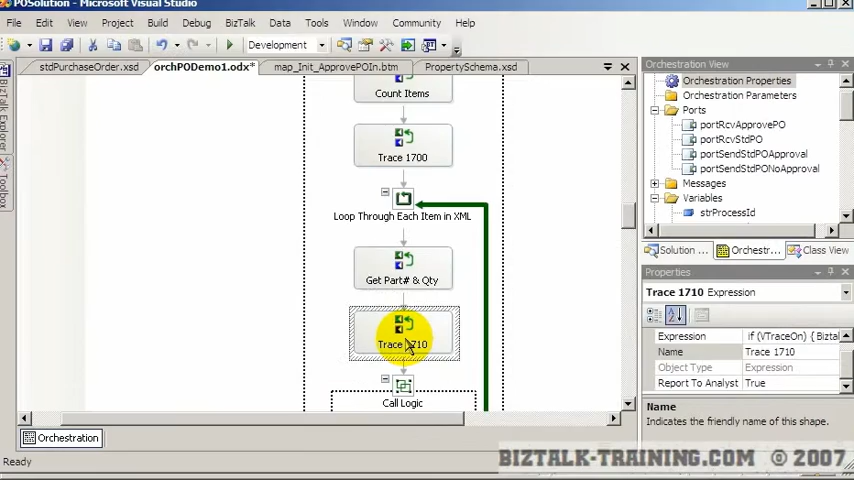 POSolution - Microsoft Visual Studio
File Edit View Project Build Debug BizTalk Data Tools Window Community Help
Development
stdPurchaseOrder.xsd orchPODemo1.odx* map_Init_ApprovePOIn.btm PropertySchema.xsd
BizTalk Explorer
Toolbox
Count Items
Trace 1700
Loop Through Each Item in XML
Get Part# & Qty
Trace 1710
Call Logic
Orchestration
Ready
Orchestration View
Orchestration Properties
Orchestration Parameters
Ports
portRcvApprovePO
portRcvStdPO
portSendStdPOApproval
portSendStdPONoApproval
Messages
Variables
strProcessId
Solution ... Orchestr... Class View
Properties
Trace 1710 Expression
Expression if (VTraceOn) { Biztal
Name Trace 1710
Object Type Expression
Report To Analyst True
Name
Indicates the friendly name of this shape.
BIZTALK-TRAINING.COM © 2007